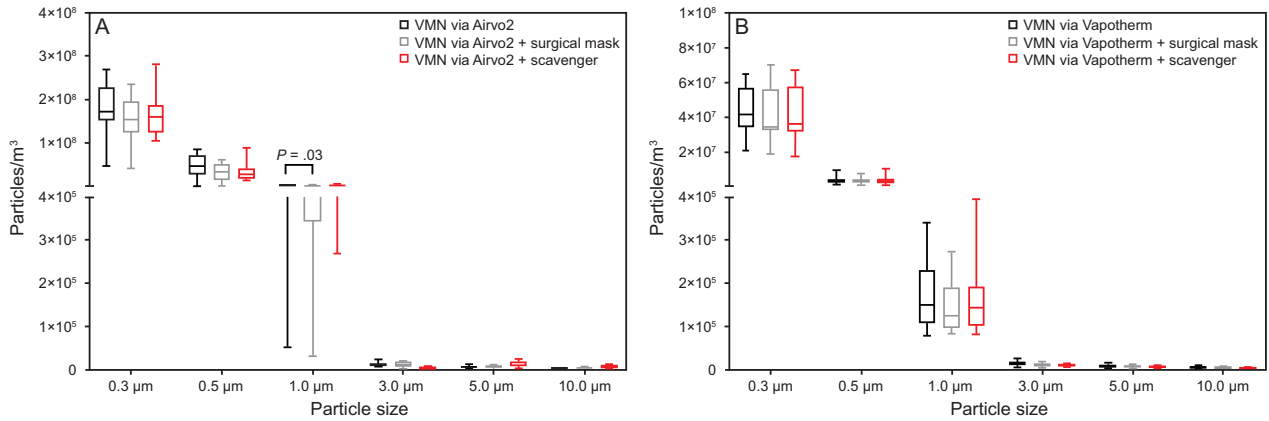 A
VMN via Airvo2
VMN via Airvo2 + surgical mask
VMN via Airvo2 + scavenger
4×10⁸
3×10⁸
2×10⁸
1×10⁸
4×10⁵
3×10⁵
2×10⁵
1×10⁵
0
Particles/m³
P = .03
0.3 µm
0.5 µm
1.0 µm
3.0 µm
5.0 µm
10.0 µm
Particle size
B
VMN via Vapotherm
VMN via Vapotherm + surgical mask
VMN via Vapotherm + scavenger
1×10⁸
8×10⁷
6×10⁷
4×10⁷
2×10⁷
4×10⁵
3×10⁵
2×10⁵
1×10⁵
0
Particles/m³
0.3 µm
0.5 µm
1.0 µm
3.0 µm
5.0 µm
10.0 µm
Particle size